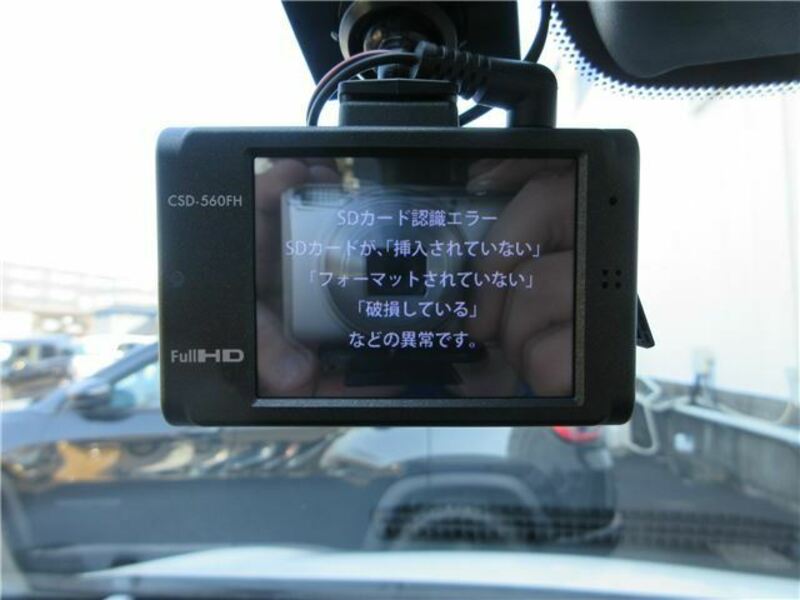 CSD-560FH
SDカード認識エラー
SDカードが、「挿入されていない」
「フォーマットされていない」
「破損している」
などの異常です。
FullHD